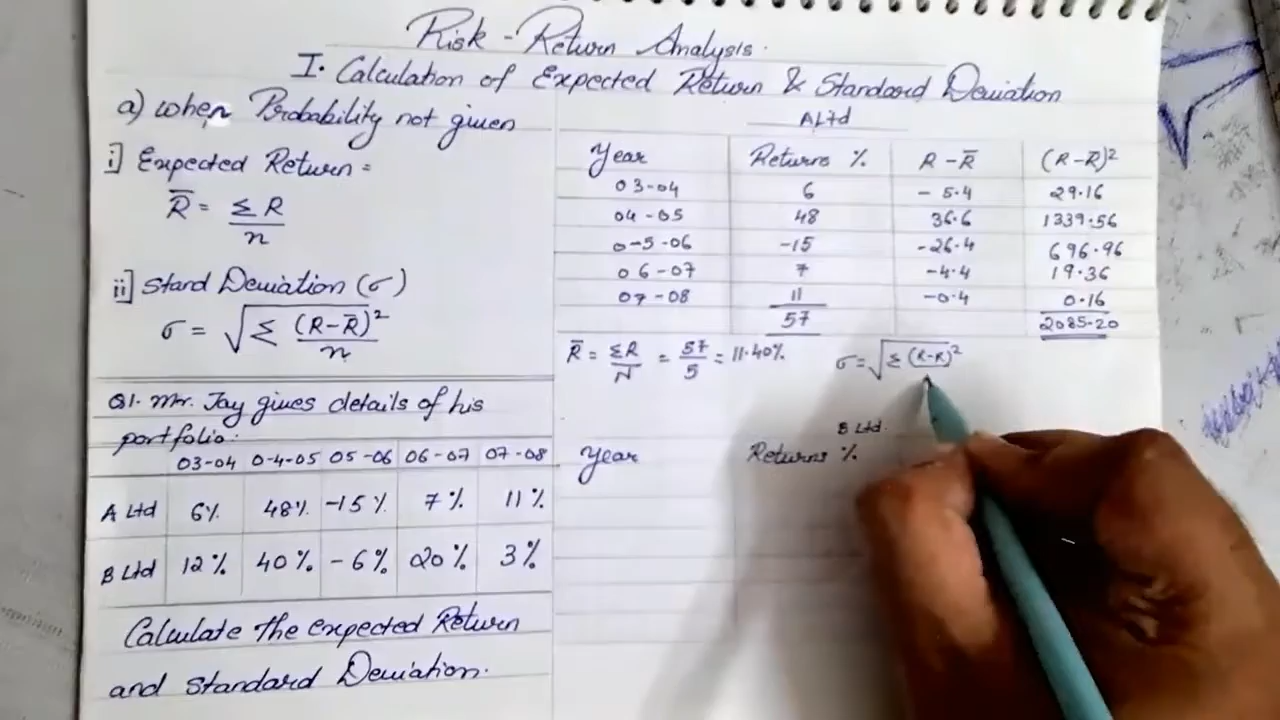 Risk - Return Analysis.
I. Calculation of Expected Return & Standard Deviation
a) when Probability not given
i] Expected Return =
R̅ = ΣR / n
ii] Stand Deviation (σ)
σ = √Σ (R-R̅)² / n
Q1. Mr. Jay gives details of his
portfolio:
03-04 0-4-05 05-06 06-07 07-08
A Ltd 6% 48% -15% 7% 11%
B Ltd 12% 40% -6% 20% 3%
Calculate the expected Return
and standard Deviation.
A Ltd
Year Returns % R-R̅ (R-R̅)²
03-04 6 -5.4 29.16
04-05 48 36.6 1339.56
0-5-06 -15 -26.4 696.96
06-07 7 -4.4 19.36
07-08 11 -0.4 0.16
57 2085.20
R̅ = ΣR / N = 57 / 5 = 11.40% σ = √Σ (R-R)²
B Ltd.
Year Returns %